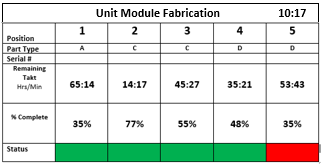 Unit Module Fabrication 10:17
Position 1 2 3 4 5
Part Type A C C D D
Serial #
Remaining
Takt
Hrs/Min 65:14 14:17 45:27 35:21 53:43
% Complete 35% 77% 55% 48% 35%
Status